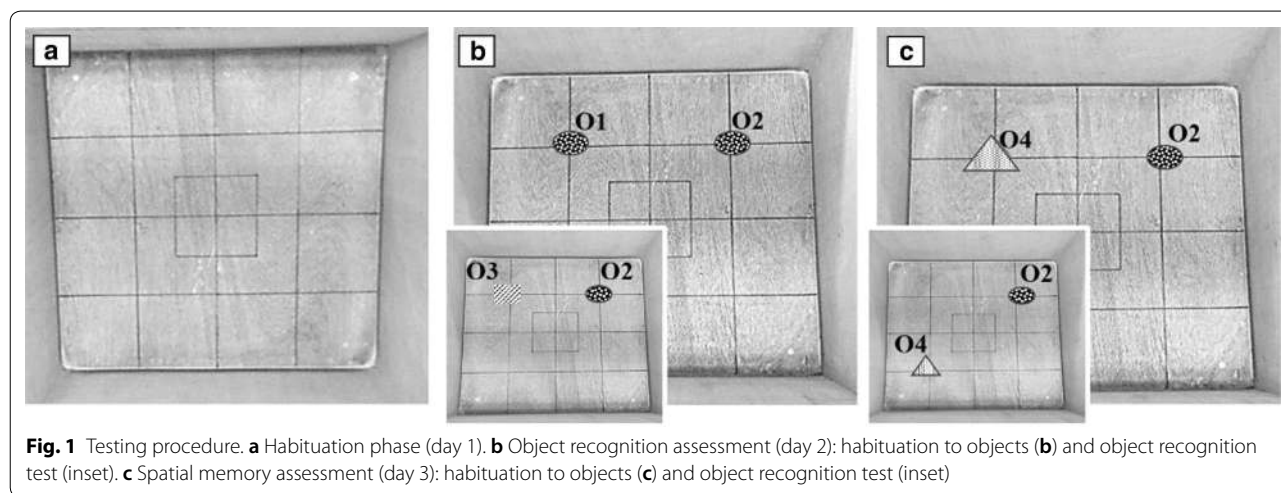 a
b
c
O1
O2
O4
O2
O3
O2
O2
O4
Fig. 1 Testing procedure. a Habituation phase (day 1). b Object recognition assessment (day 2): habituation to objects (b) and object recognition
test (inset). c Spatial memory assessment (day 3): habituation to objects (c) and object recognition test (inset)